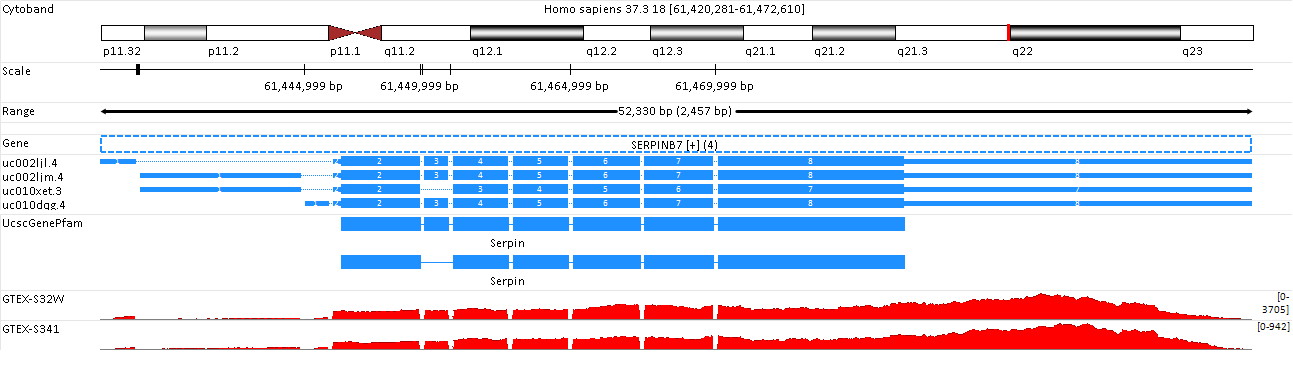 Cytoband
Homo sapiens 37.3 18 [61,420,281-61,472,610]
p11.32 p11.2 p11.1 q11.2 q12.1 q12.2 q12.3 q21.1 q21.2 q21.3 q22 q23
Scale
61,444,999 bp 61,449,999 bp 61,464,999 bp 61,469,999 bp
Range
52,330 bp (2,457 bp)
Gene
SERPINB7 [+] (4)
uc002ljl.4 2 3 4 5 6 7 8
uc002ljm.4 2 3 4 5 6 7 8
uc010xet.3 2 3 4 5 6 7
uc010dqg.4 2 3 4 5 6 7 8
UcscGenePfam
Serpin
Serpin
GTEX-S32W
[0-
3705]
GTEX-S341
[0-942]